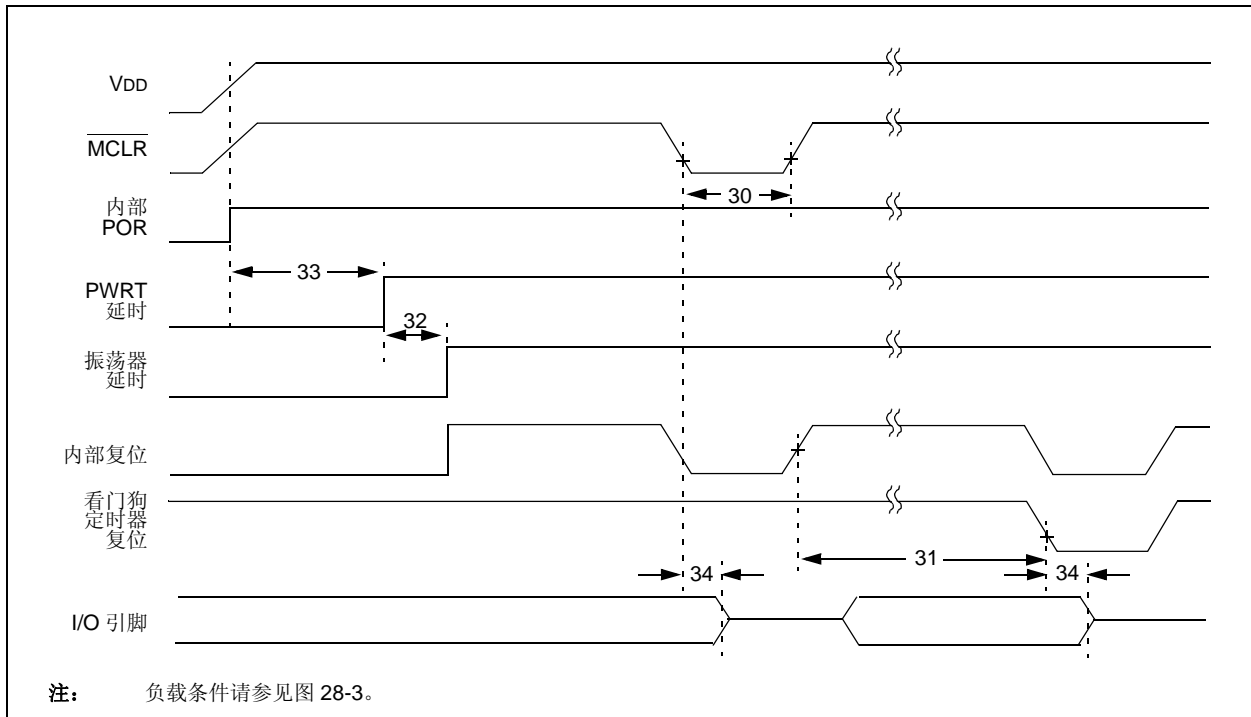 VDD
MCLR
内部
POR
30
33
PWRT
延时
32
振荡器
延时
内部复位
看门狗
定时器
复位
31
34
34
I/O 引脚
注： 负载条件请参见图 28-3。